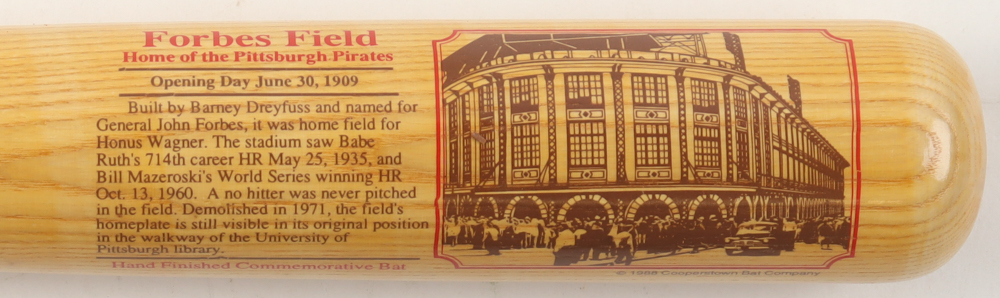 Forbes Field
Home of the Pittsburgh Pirates
Opening Day June 30, 1909
Built by Barney Dreyfuss and named for
General John Forbes, it was home field for
Honus Wagner. The stadium saw Babe
Ruth's 714th career HR May 25, 1935, and
Bill Mazeroski's World Series winning HR
Oct. 13, 1960. A no hitter was never pitched
in the field. Demolished in 1971, the field's
homeplate is still visible in its original position
in the walkway of the University of
Pittsburgh library.
Hand Finished Commemorative Bat
© 1988 Cooperstown Bat Company